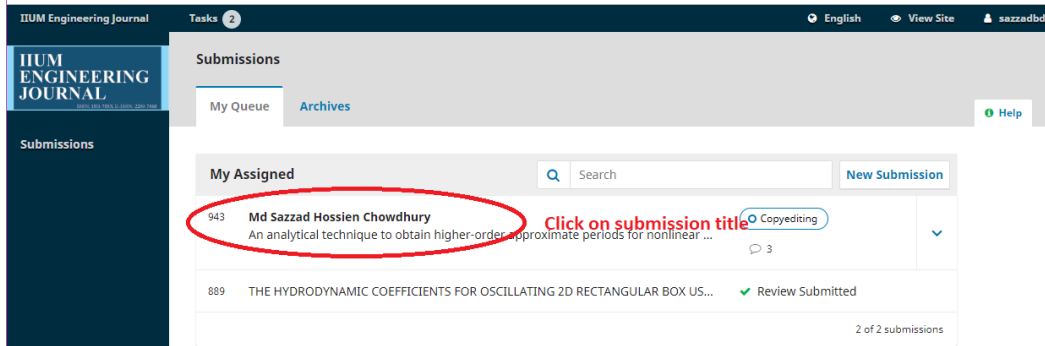 IIUM Engineering Journal Tasks 2 English View Site sazzadbd
IIUM
ENGINEERING
JOURNAL
Submissions
My Queue Archives
Help
Submissions
My Assigned Search New Submission
943 Md Sazzad Hossien Chowdhury Click on submission title Copyediting
An analytical technique to obtain higher-order approximate periods for nonlinear ...
3
889 THE HYDRODYNAMIC COEFFICIENTS FOR OSCILLATING 2D RECTANGULAR BOX US... Review Submitted
2 of 2 submissions